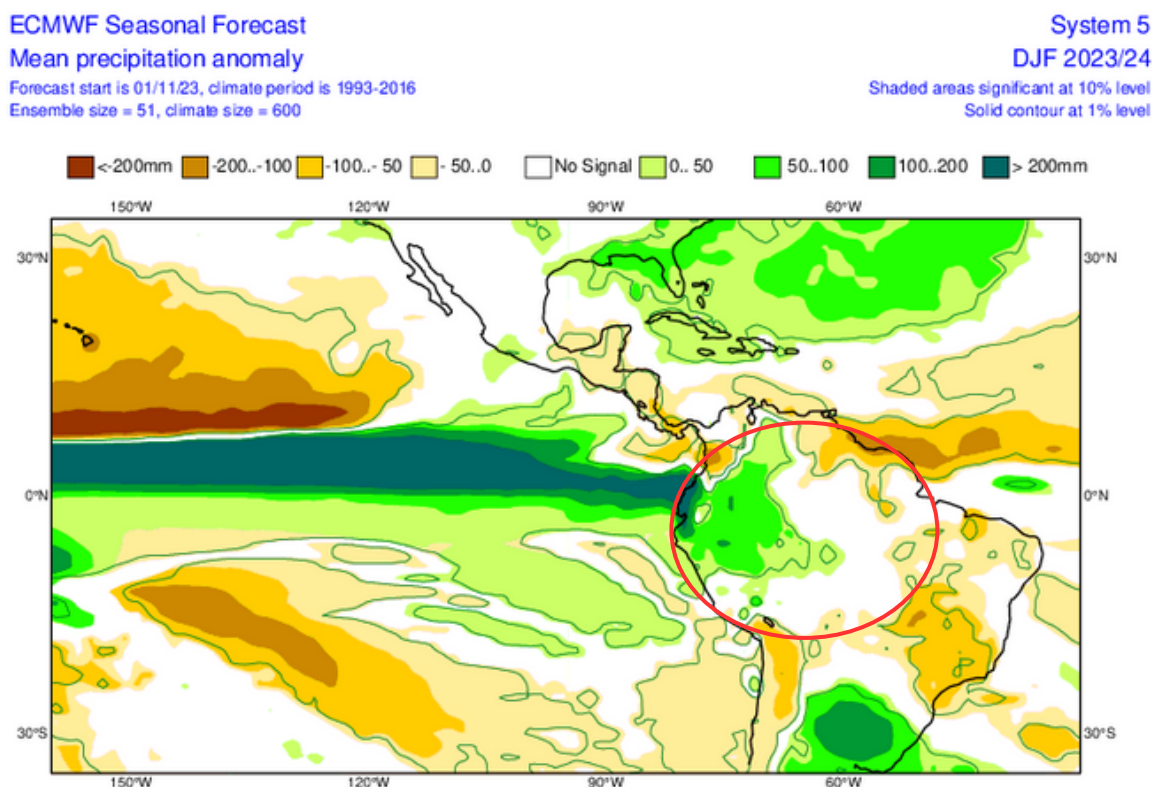 ECMWF Seasonal Forecast
System 5
Mean precipitation anomaly
DJF 2023/24
Forecast start is 01/11/23, climate period is 1993-2016
Shaded areas significant at 10% level
Ensemble size = 51, climate size = 600
Solid contour at 1% level
<-200mm -200..-100 -100..- 50 - 50..0 No Signal 0.. 50 50..100 100..200 > 200mm
150°W 120°W 90°W 60°W
30°N 30°N
0°N 0°N
30°S 30°S
150°W 120°W 90°W 60°W